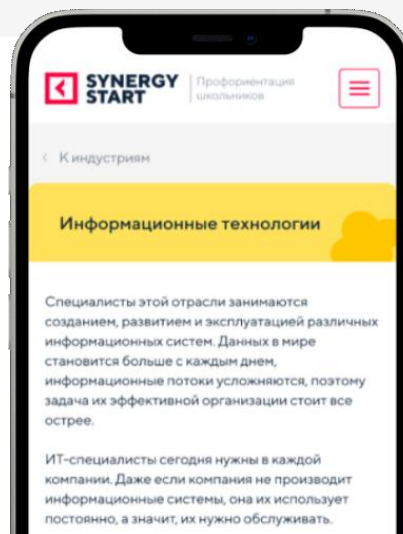 SYNERGY
START
Профориентация
школьников
К индустриям
Информационные технологии
Специалисты этой отрасли занимаются
созданием, развитием и эксплуатацией различных
информационных систем. Данных в мире
становится больше с каждым днем,
информационные потоки усложняются, поэтому
задача их эффективной организации стоит все
острее.
ИТ-специалисты сегодня нужны в каждой
компании. Даже если компания не производит
информационные системы, она их использует
постоянно, а значит, их нужно обслуживать.